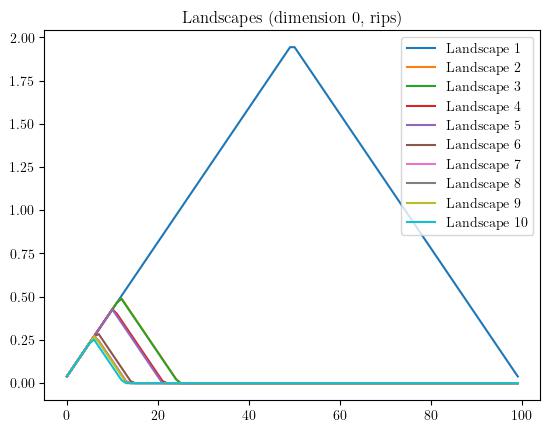 Landscapes (dimension 0, rips)
2.00
1.75
1.50
1.25
1.00
0.75
0.50
0.25
0.00
0 20 40 60 80 100
Landscape 1
Landscape 2
Landscape 3
Landscape 4
Landscape 5
Landscape 6
Landscape 7
Landscape 8
Landscape 9
Landscape 10